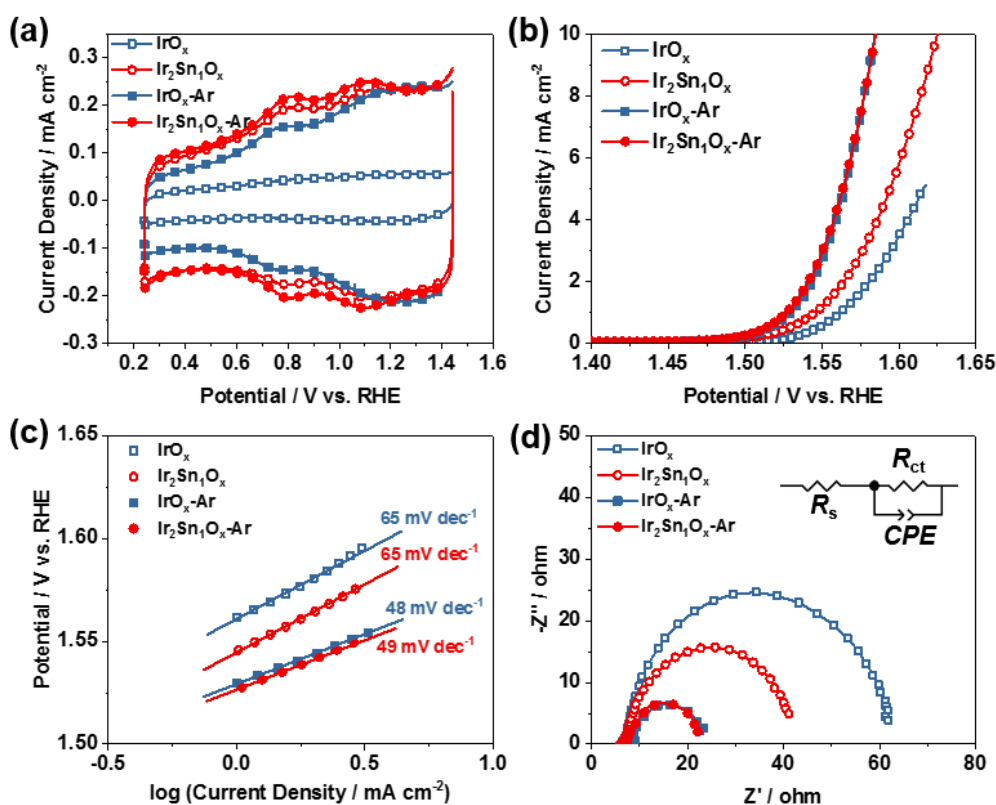 (a)
IrOₓ
Ir₂Sn₁Oₓ
IrOₓ-Ar
Ir₂Sn₁Oₓ-Ar
0.3
0.2
0.1
0.0
-0.1
-0.2
-0.3
Current Density / mA cm⁻²
0.2 0.4 0.6 0.8 1.0 1.2 1.4 1.6
Potential / V vs. RHE
(b)
IrOₓ
Ir₂Sn₁Oₓ
IrOₓ-Ar
Ir₂Sn₁Oₓ-Ar
10
8
6
4
2
0
Current Density / mA cm⁻²
1.40 1.45 1.50 1.55 1.60 1.65
Potential / V vs. RHE
(c)
IrOₓ
Ir₂Sn₁Oₓ
IrOₓ-Ar
Ir₂Sn₁Oₓ-Ar
65 mV dec⁻¹
65 mV dec⁻¹
48 mV dec⁻¹
49 mV dec⁻¹
1.65
1.60
1.55
1.50
Potential / V vs. RHE
-0.5 0.0 0.5 1.0
log (Current Density / mA cm⁻²)
(d)
IrOₓ
Ir₂Sn₁Oₓ
IrOₓ-Ar
Ir₂Sn₁Oₓ-Ar
Rₛ
R_ct
CPE
50
45
40
35
30
25
20
15
10
5
0
-Z'' / ohm
0 20 40 60 80
Z' / ohm